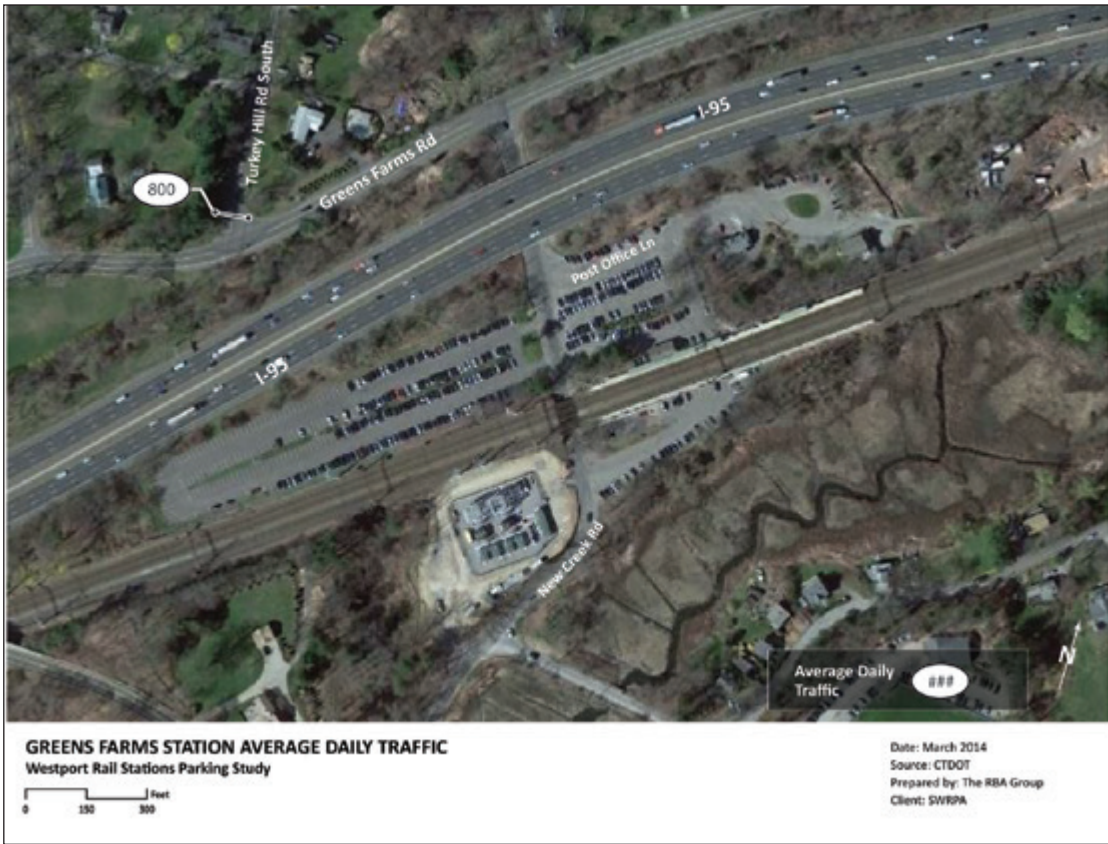 Turkey Hill Rd South
800
Greens Farms Rd
I-95
Post Office Ln
I-95
New Creek Rd
N
Average Daily
Traffic
###
GREENS FARMS STATION AVERAGE DAILY TRAFFIC
Westport Rail Stations Parking Study
Feet
0 150 300
Date: March 2014
Source: CTDOT
Prepared by: The RBA Group
Client: SWRPA